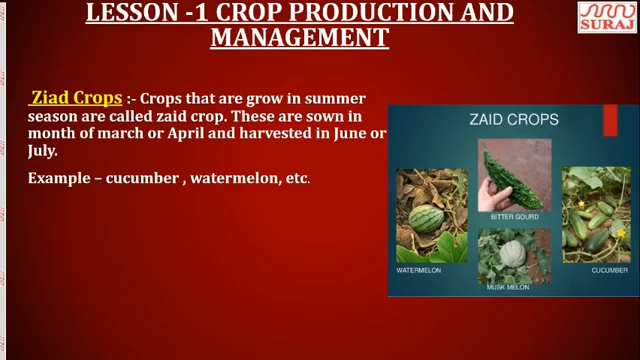 LESSON -1 CROP PRODUCTION AND
MANAGEMENT
SURAJ
Ziad Crops :- Crops that are grow in summer
season are called zaid crop. These are sown in
month of march or April and harvested in June or
July.
Example – cucumber , watermelon, etc.
ZAID CROPS
BITTER GOURD
WATERMELON
CUCUMBER
MUSK MELON